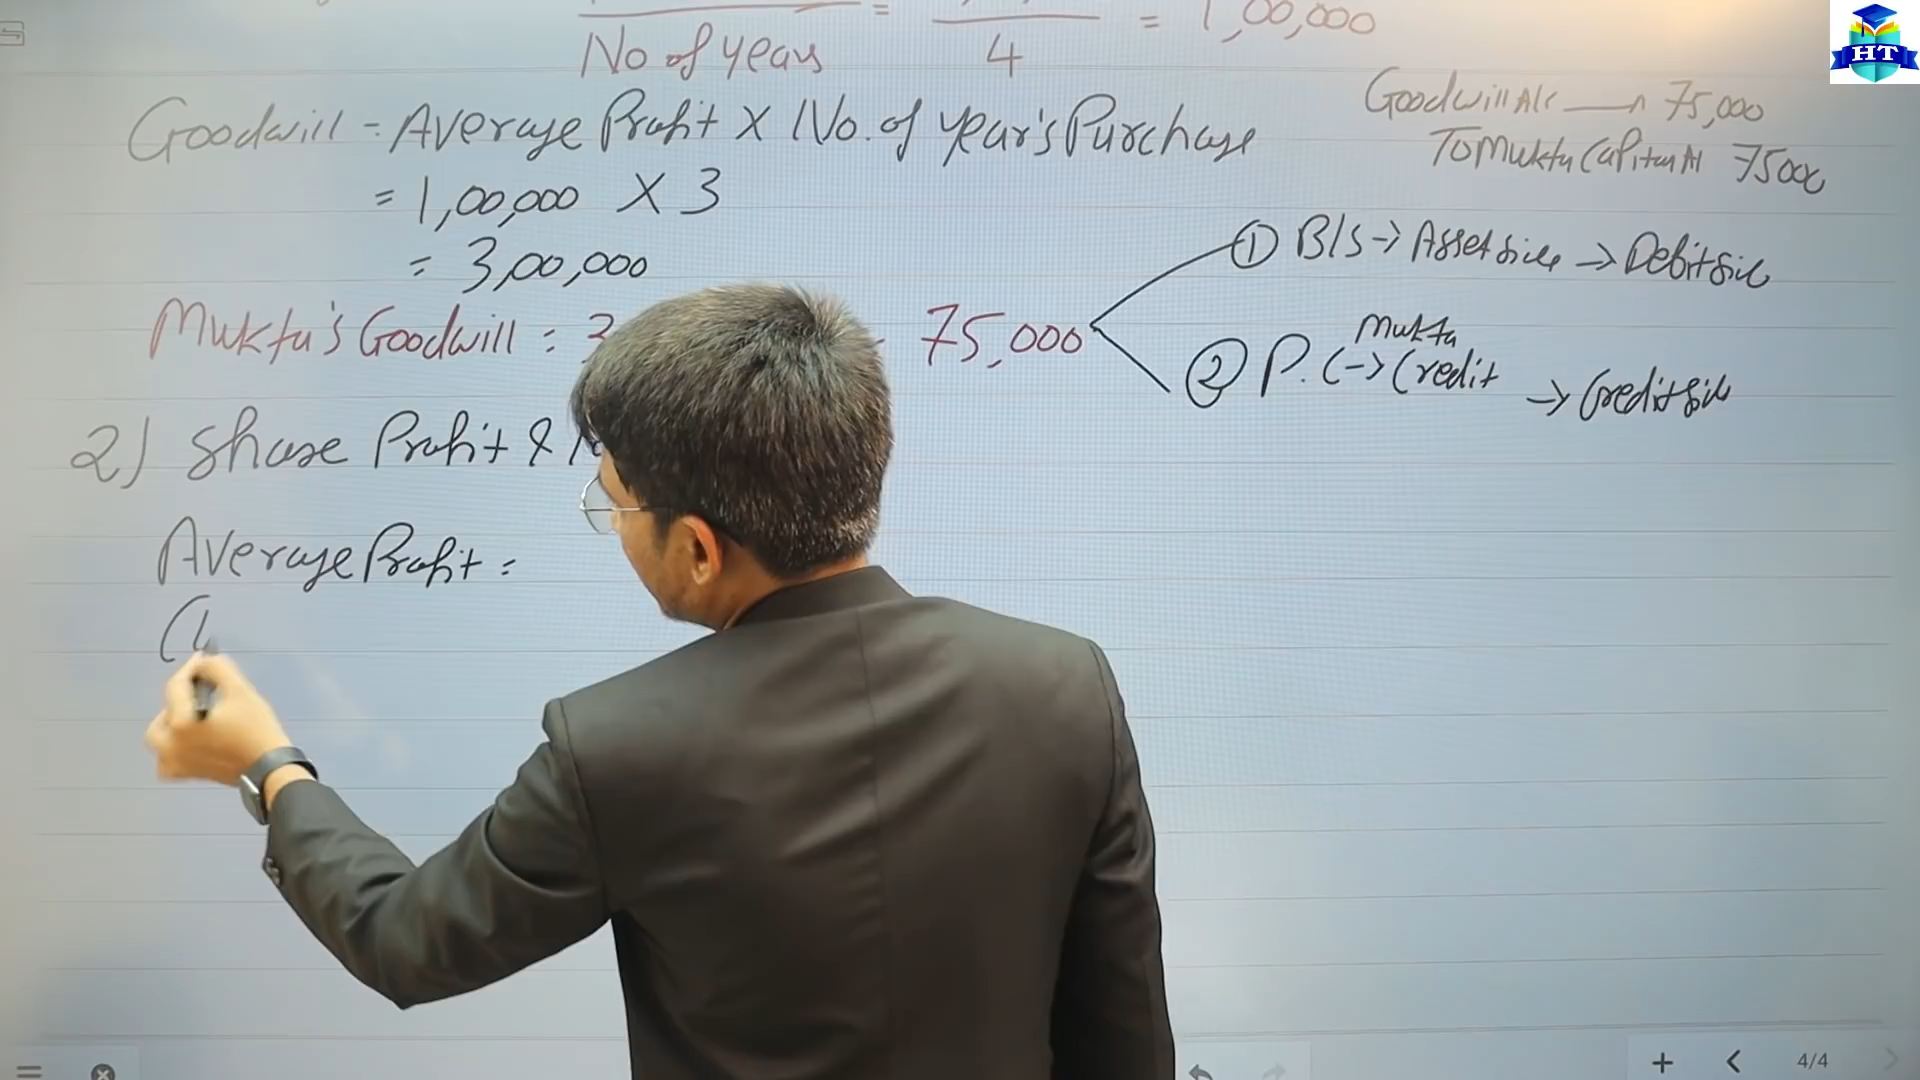 No of years = 4 = 1,00,000
Goodwill = Average Profit X No. of Year's Purchase
= 1,00,000 X 3
= 3,00,000
Mukta's Goodwill = 3 75,000
2) Share Profit &
Average Profit =
(
Goodwill A/c 75,000
To Mukta Capital A/c 75000
① B/S → Asset side → Debit side
② P.C → Mukta Credit → Credit side
HT
4/4